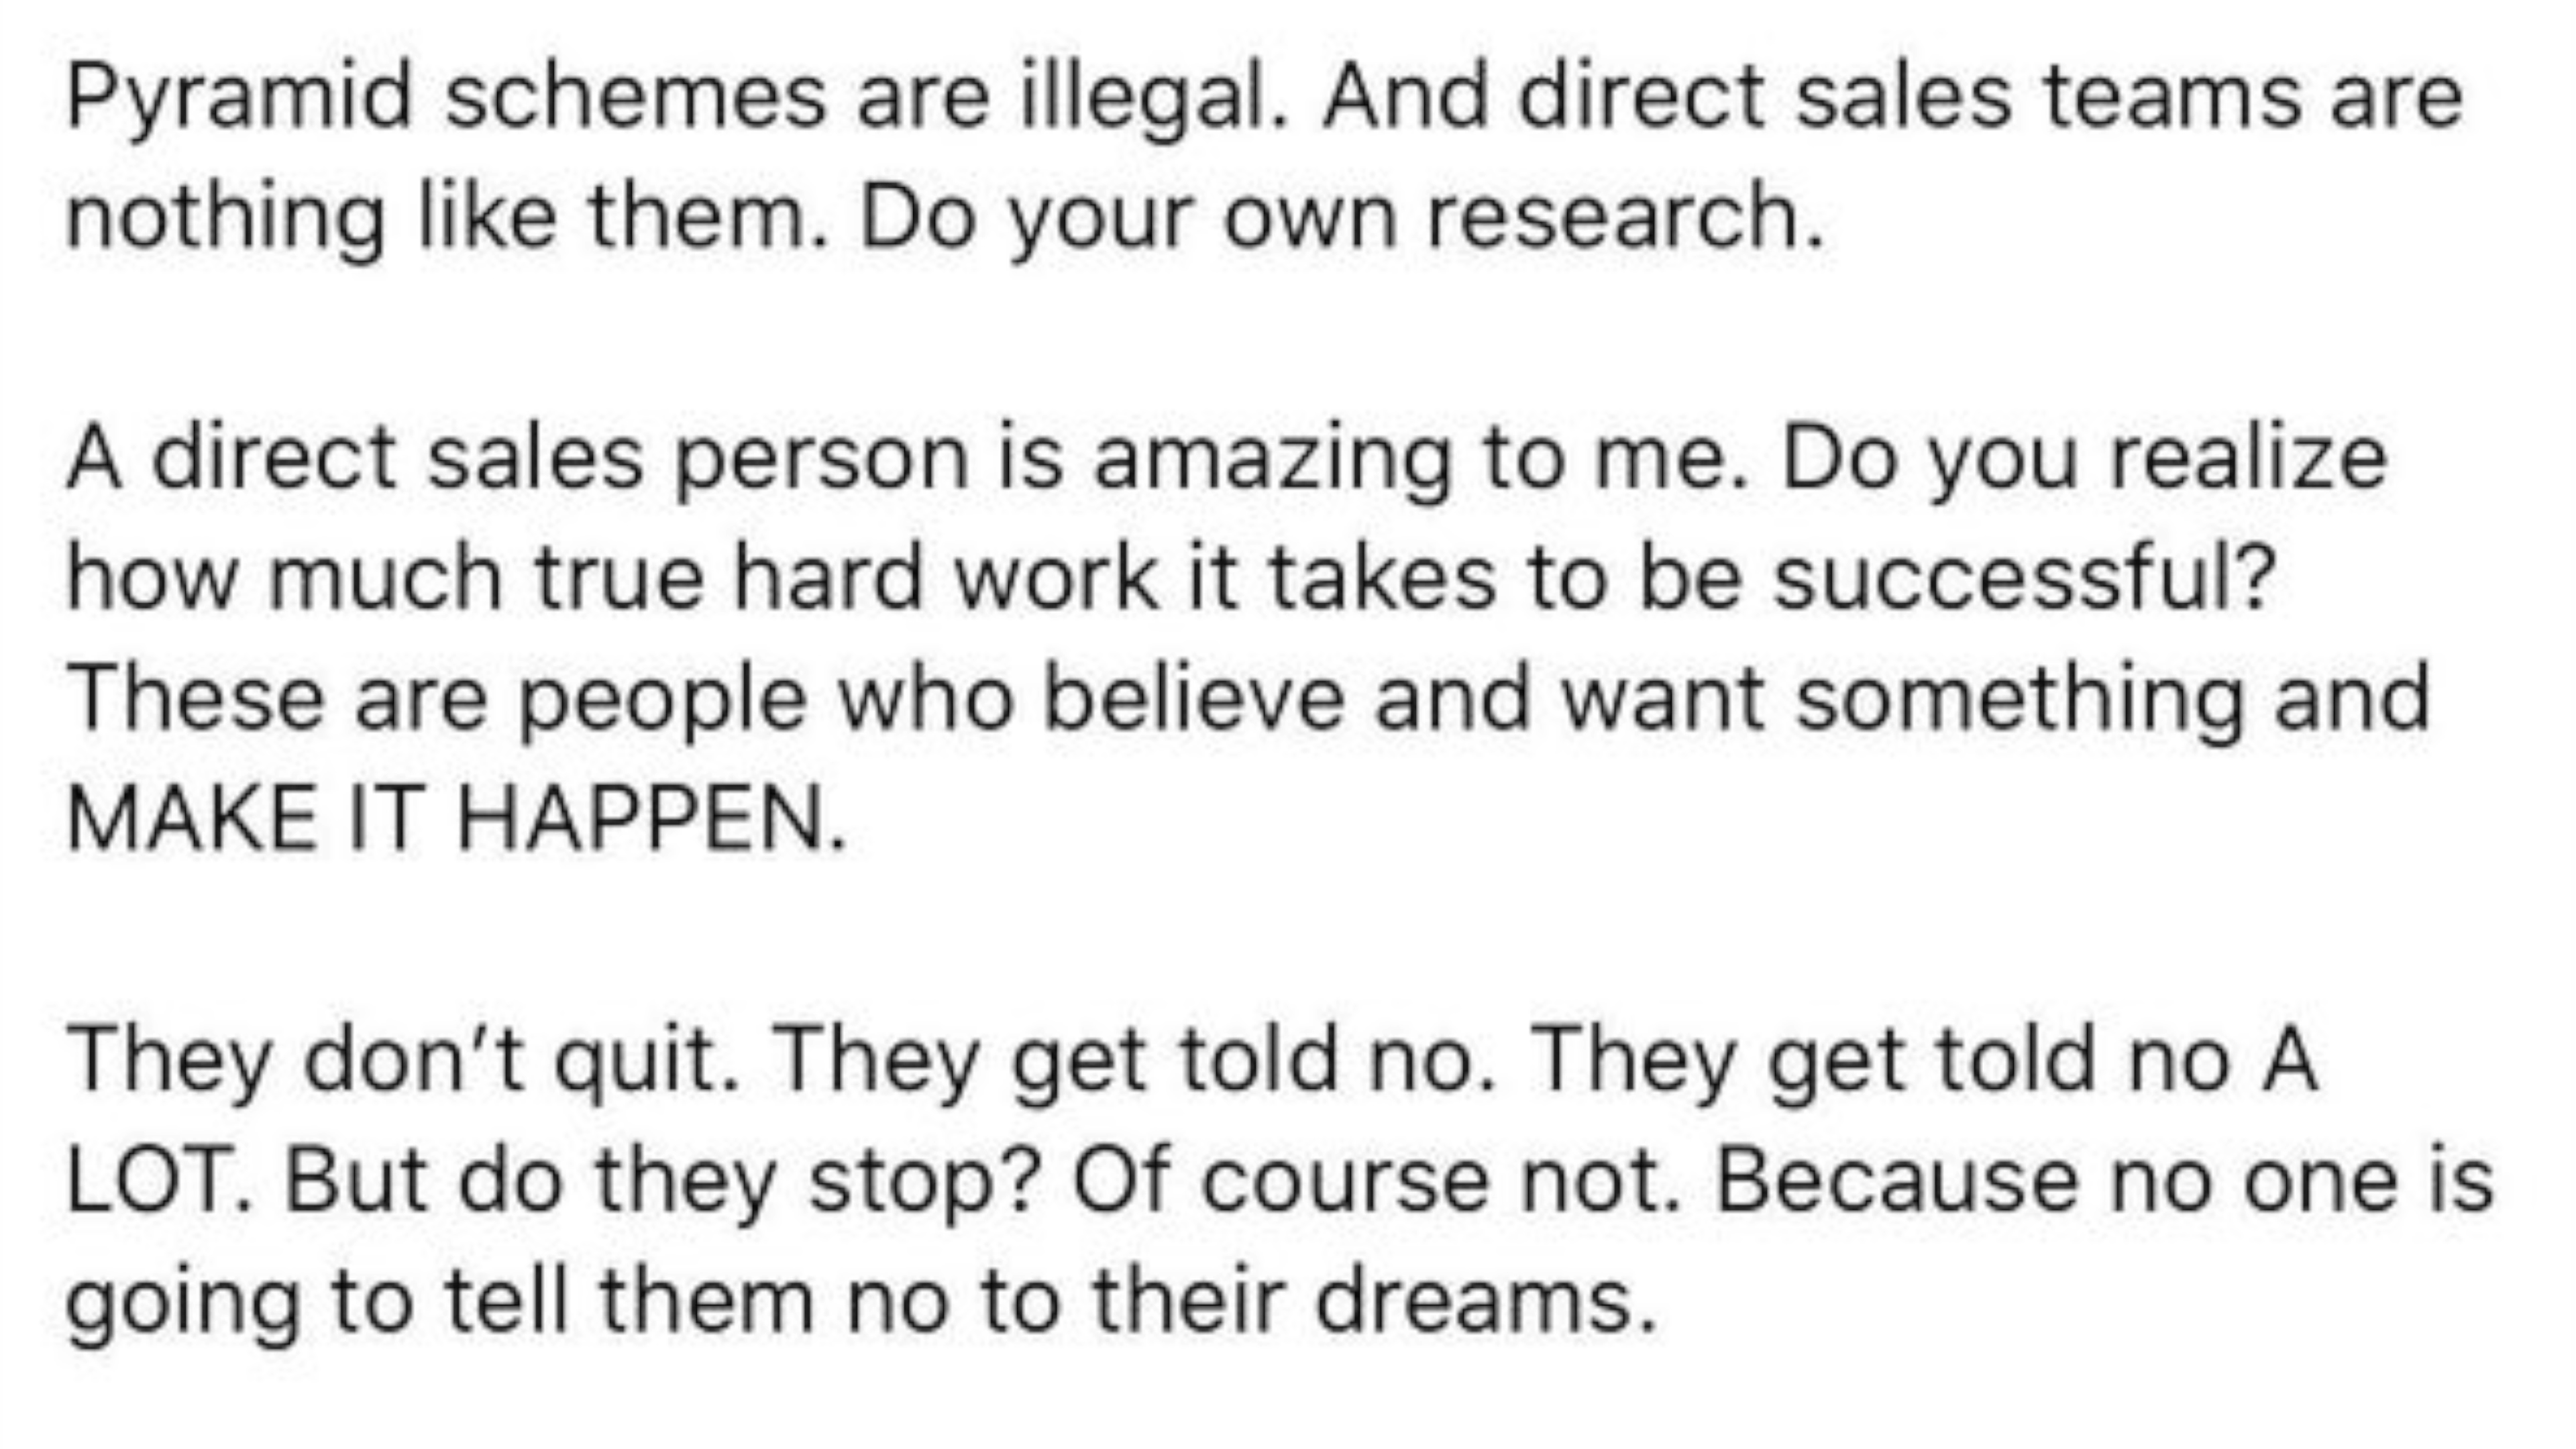 Pyramid schemes are illegal. And direct sales teams are
nothing like them. Do your own research.
A direct sales person is amazing to me. Do you realize
how much true hard work it takes to be successful?
These are people who believe and want something and
MAKE IT HAPPEN.
They don’t quit. They get told no. They get told no A
LOT. But do they stop? Of course not. Because no one is
going to tell them no to their dreams.